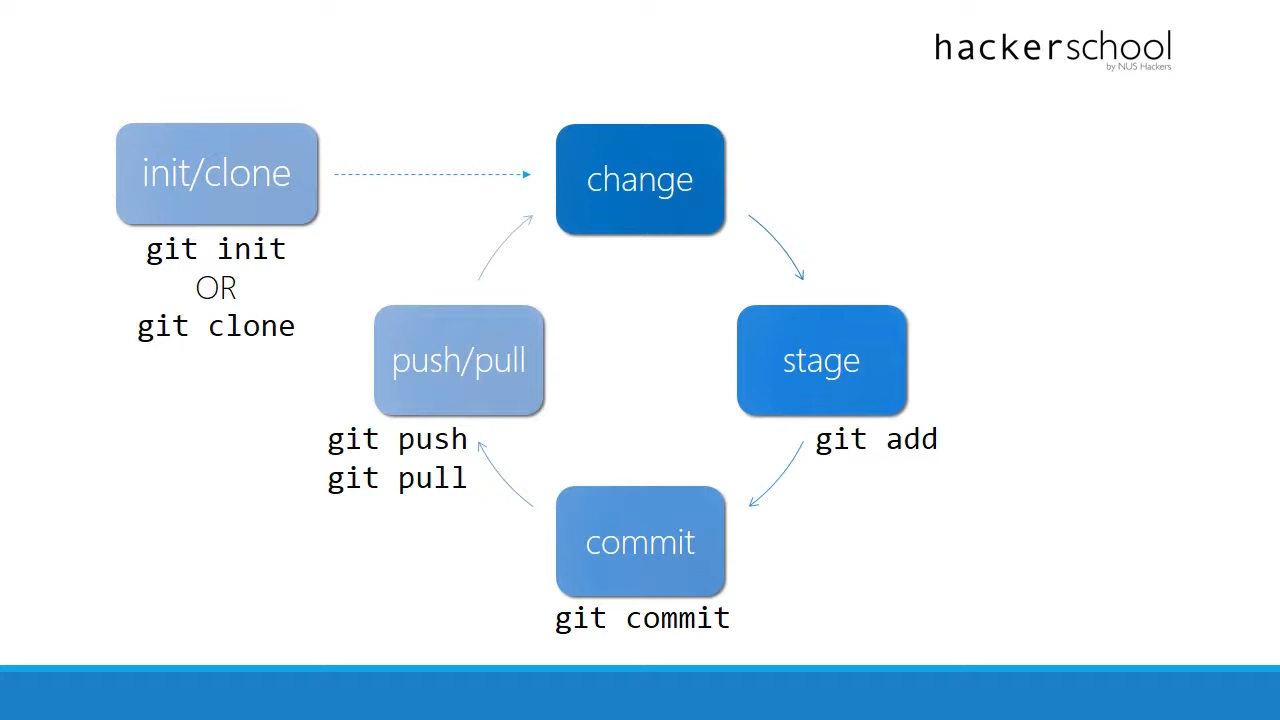 hackerschool
by NUS Hackers
init/clone
git init
OR
git clone
change
stage
git add
commit
git commit
push/pull
git push
git pull